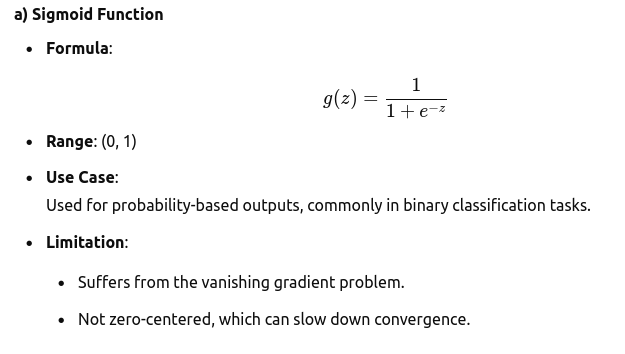 a) Sigmoid Function
• Formula:
g(z) = 1 / (1 + e^{-z})
• Range: (0, 1)
• Use Case:
Used for probability-based outputs, commonly in binary classification tasks.
• Limitation:
• Suffers from the vanishing gradient problem.
• Not zero-centered, which can slow down convergence.